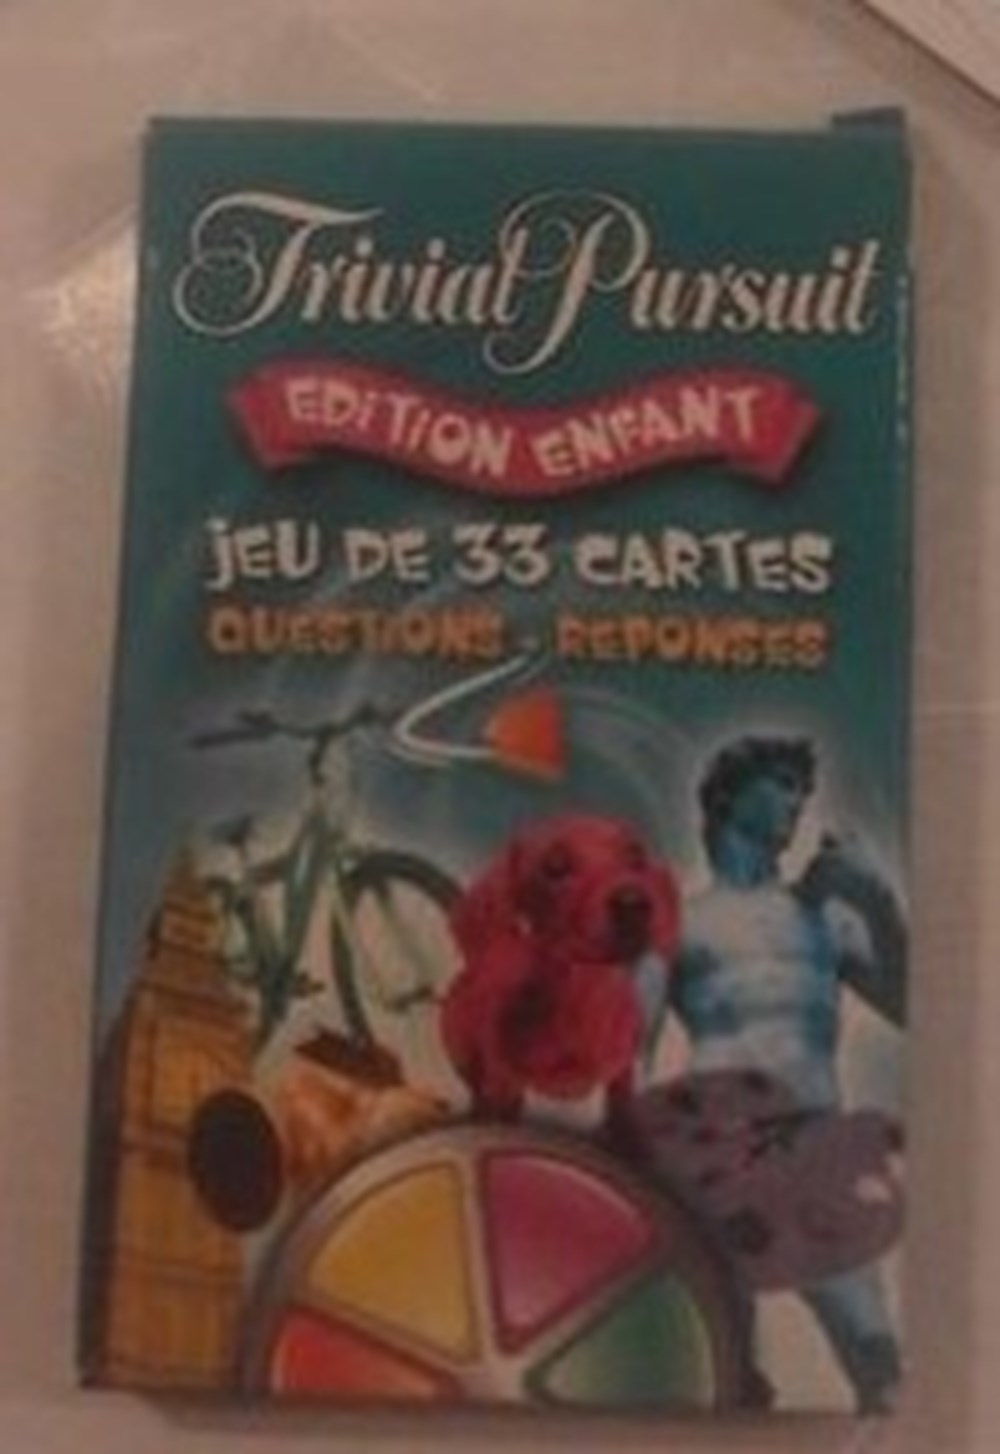 Trivial Pursuit
EDiTiON ENFANT
jEU DE 33 CARTES
QUESTIONS - REPONSES